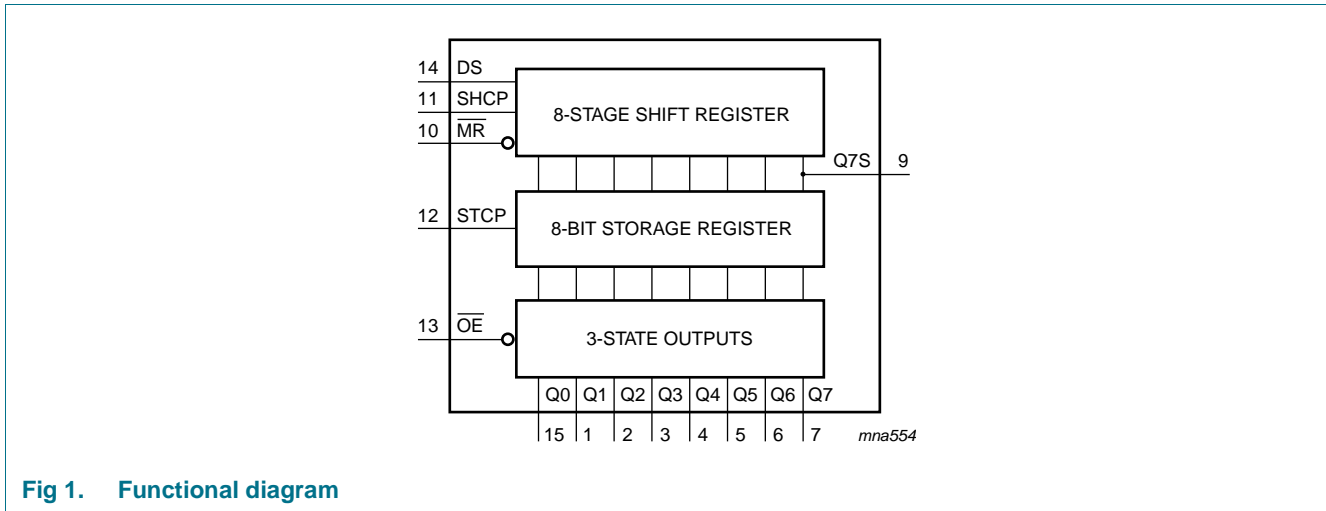 14 DS
11 SHCP
10 MR
8-STAGE SHIFT REGISTER
Q7S 9
12 STCP
8-BIT STORAGE REGISTER
13 OE
3-STATE OUTPUTS
Q0 Q1 Q2 Q3 Q4 Q5 Q6 Q7
15 1 2 3 4 5 6 7 mna554
Fig 1. Functional diagram